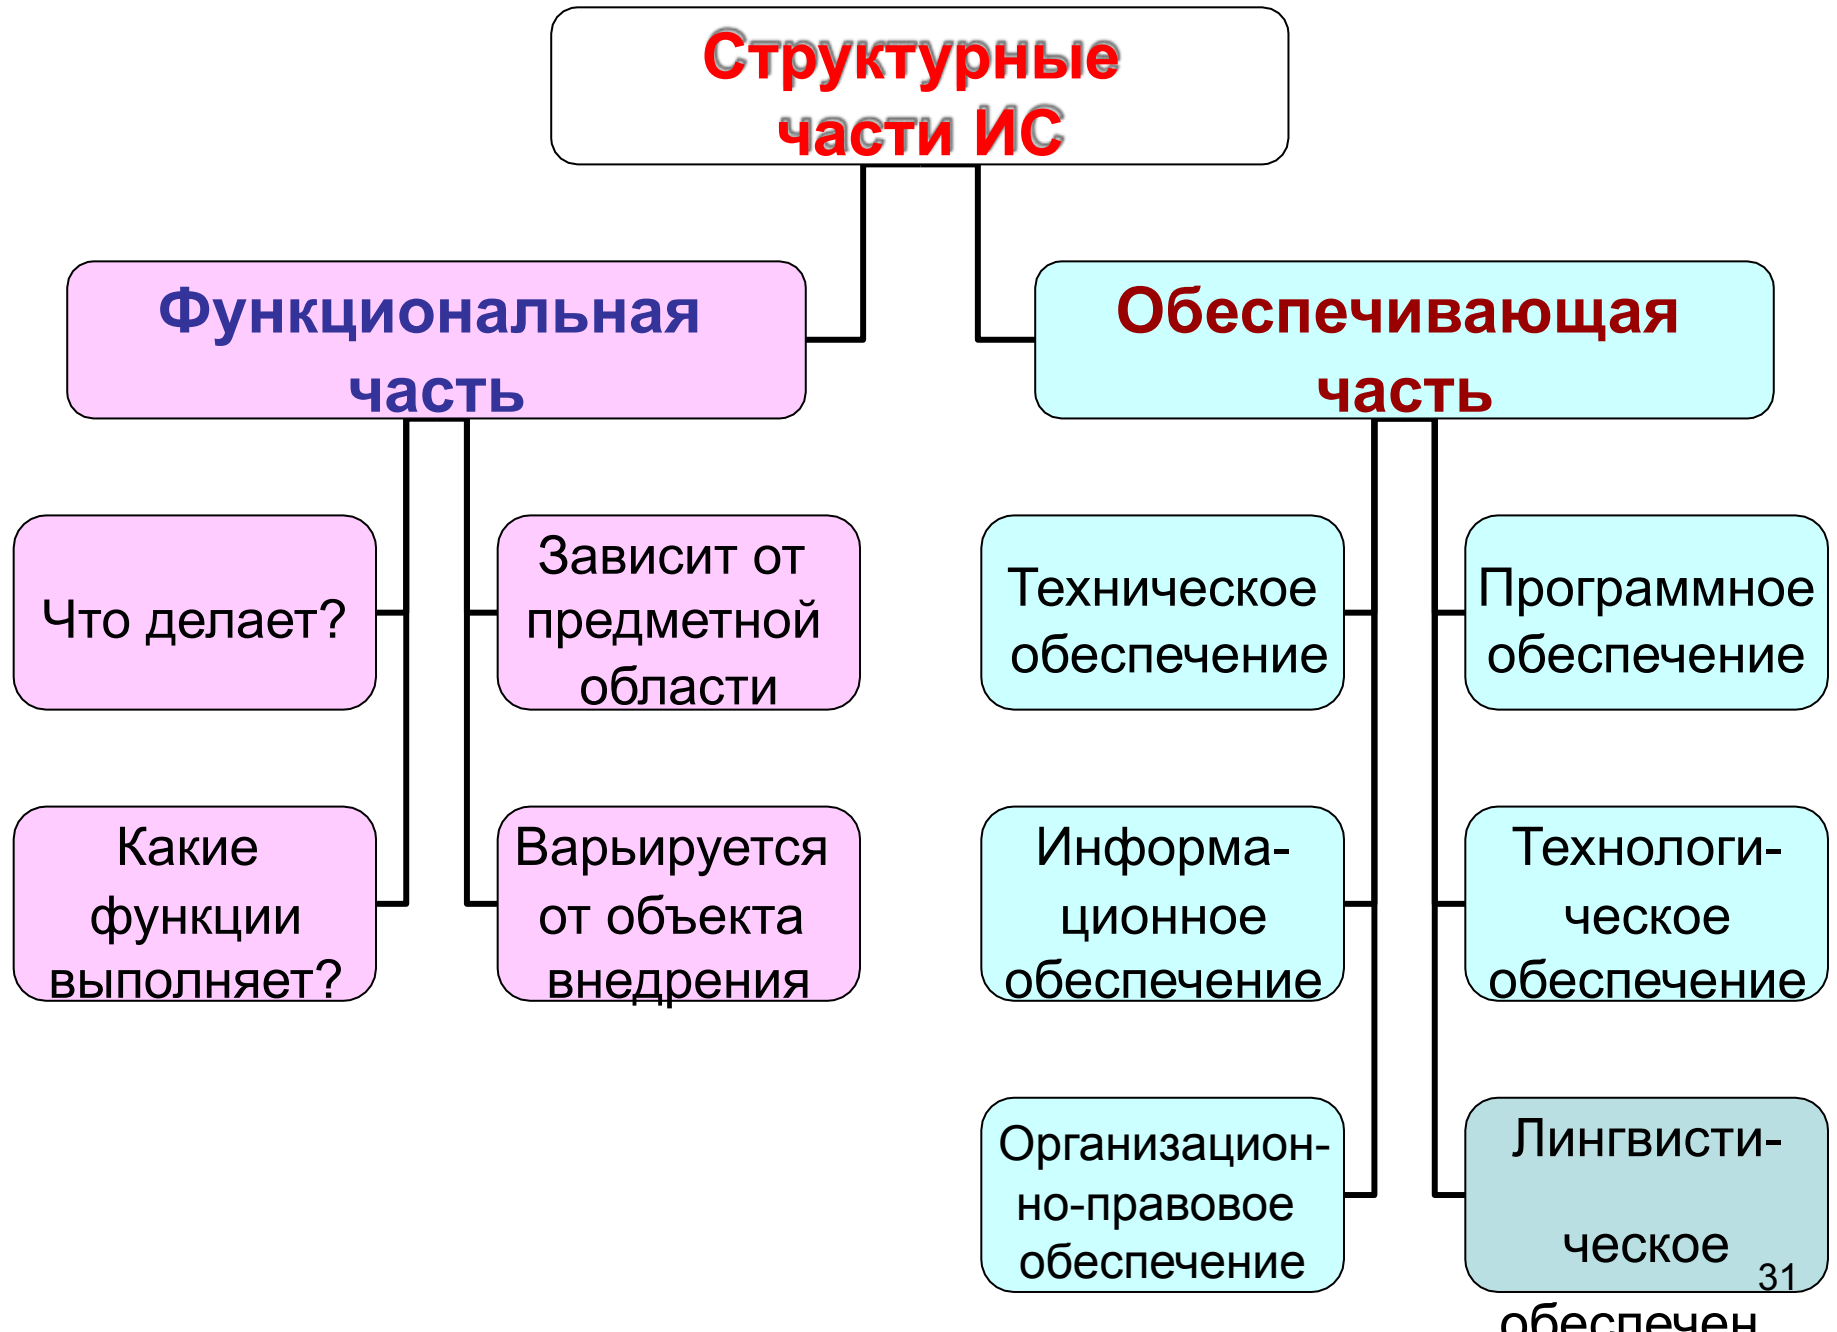 Структурные
части ИС
Функциональная
часть
Обеспечивающая
часть
Что делает?
Зависит от
предметной
области
Техническое
обеспечение
Программное
обеспечение
Какие
функции
выполняет?
Варьируется
от объекта
внедрения
Информа-
ционное
обеспечение
Технологи-
ческое
обеспечение
Организацион-
но-правовое
обеспечение
Лингвисти-
ческое
обеспечен
31